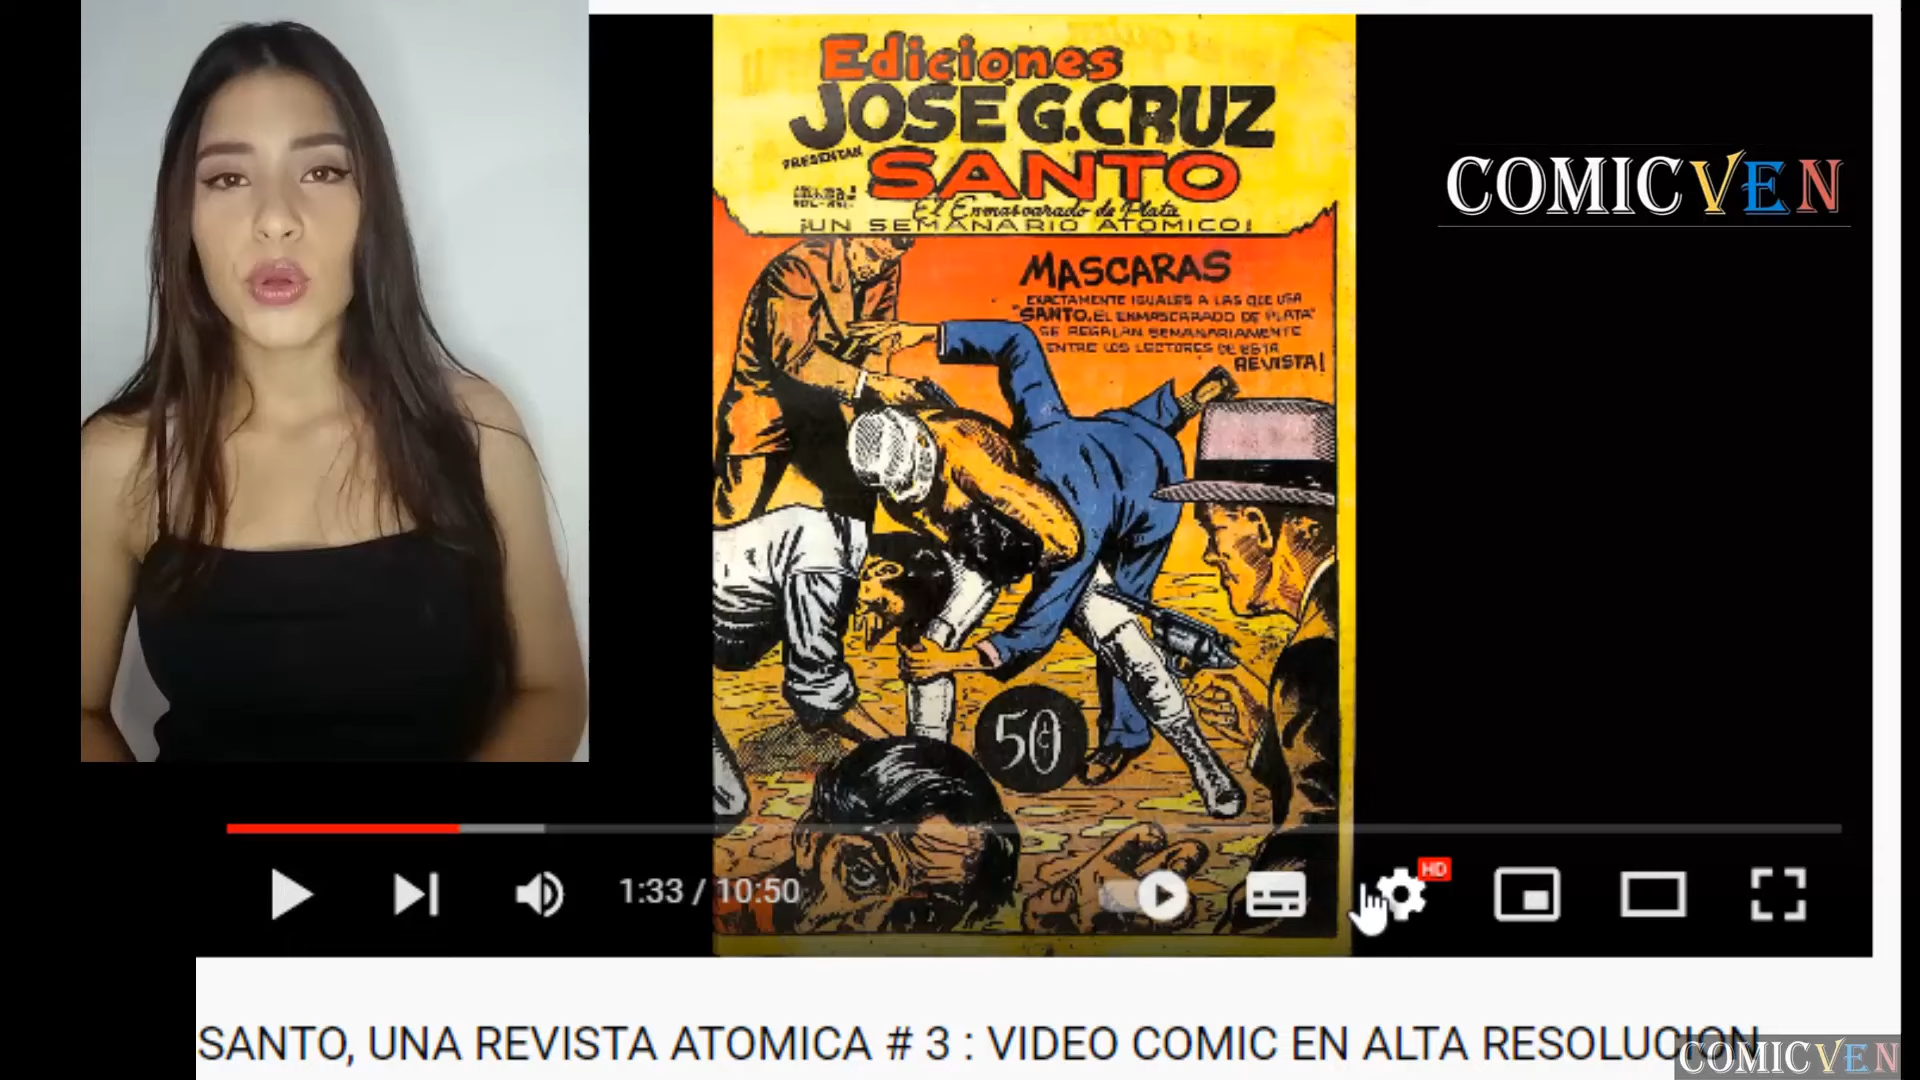 Ediciones
JOSE G. CRUZ
PRESENTAN
SANTO
El Enmascarado de Plata
¡UN SEMANARIO ATOMICO!
COMICVEN
MASCARAS
EXACTAMENTE IGUALES A LAS QUE USA
"SANTO, EL ENMASCARADO DE PLATA"
SE REGALAN SEMANARIAMENTE
ENTRE LOS LECTORES DE ESTA
REVISTA!
50¢
1:33 / 10:50
HD
SANTO, UNA REVISTA ATOMICA # 3 : VIDEO COMIC EN ALTA RESOLUCION
COMICVEN